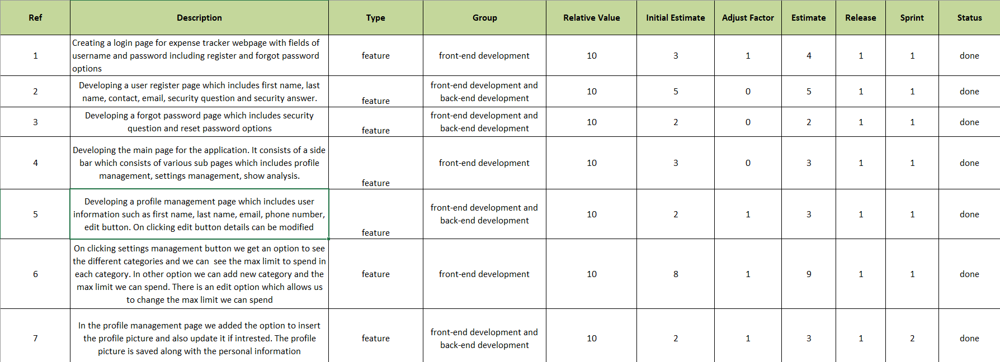 Ref Description Type Group Relative Value Initial Estimate Adjust Factor Estimate Release Sprint Status
Creating a login page for expense tracker webpage with fields of
1 username and password including register and forgot password feature front-end development 10 3 1 4 1 1 done
options
Developing a user register page which includes first name, last front-end development and
2 5 0 5 1 1 done 10
name, contact, email, security question and security answer. feature back-end development
Developing a forgot password page which includes security front-end development and
3 10 2 0 2 1 1 done
question and reset password options feature back-end development
Developing the main page for the application. It consists of a side
4 bar which consists of various sub pages which includes profile front-end development 10 3 0 3 1 1 done
management, settings management, show analysis. feature
Developing a profile management page which includes user front-end development and
5 information such as first name, last name, email, phone number, 10 2 1 3 1 1 done
edit button. On clicking edit button details can be modified feature back-end development
On clicking settings management button we get an option to see
the different categories and we can  see the max limit to spend in
6 each category. In other option we can add new category and the feature front-end development 10 8 1 9 1 1 done
max limit we can spend. There is an edit option which allows us
to change the max limit we can spend
In the profile management page we added the option to insert front-end development and
7 the profile picture and also update it if intrested. The profile feature 10 2 1 3 1 2 done
picture is saved along with the personal information back-end development